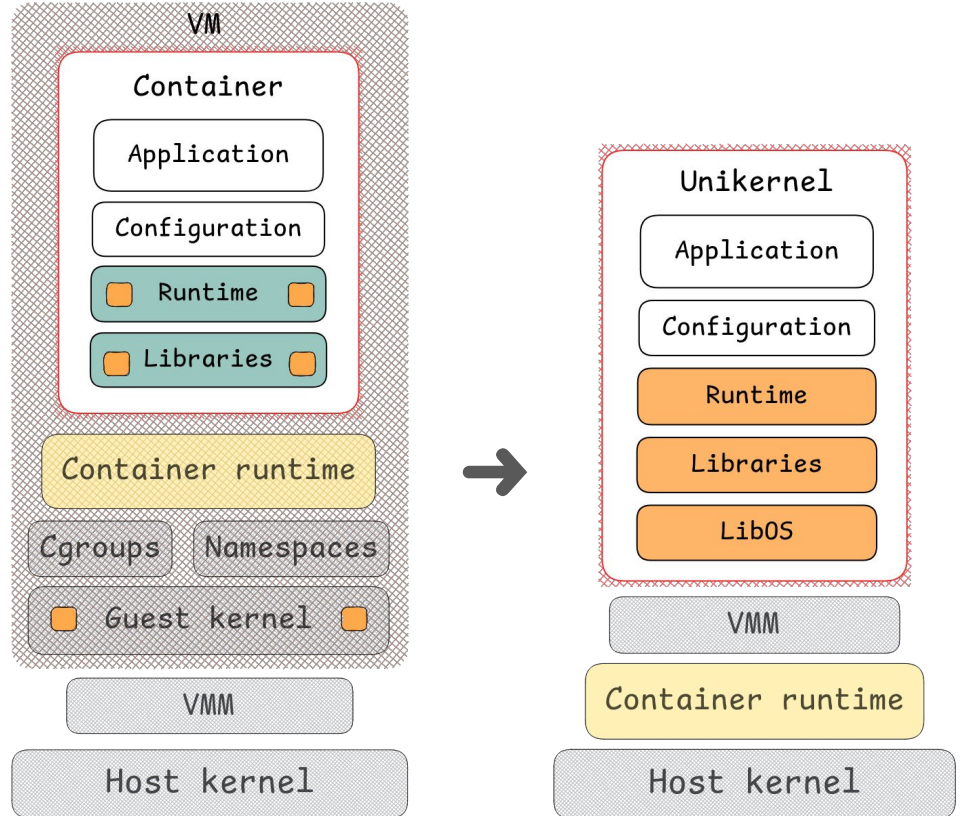 VM
Container
Application
Configuration
Runtime
Libraries
Container runtime
Cgroups
Namespaces
Guest kernel
VMM
Host kernel
Unikernel
Application
Configuration
Runtime
Libraries
LibOS
VMM
Container runtime
Host kernel